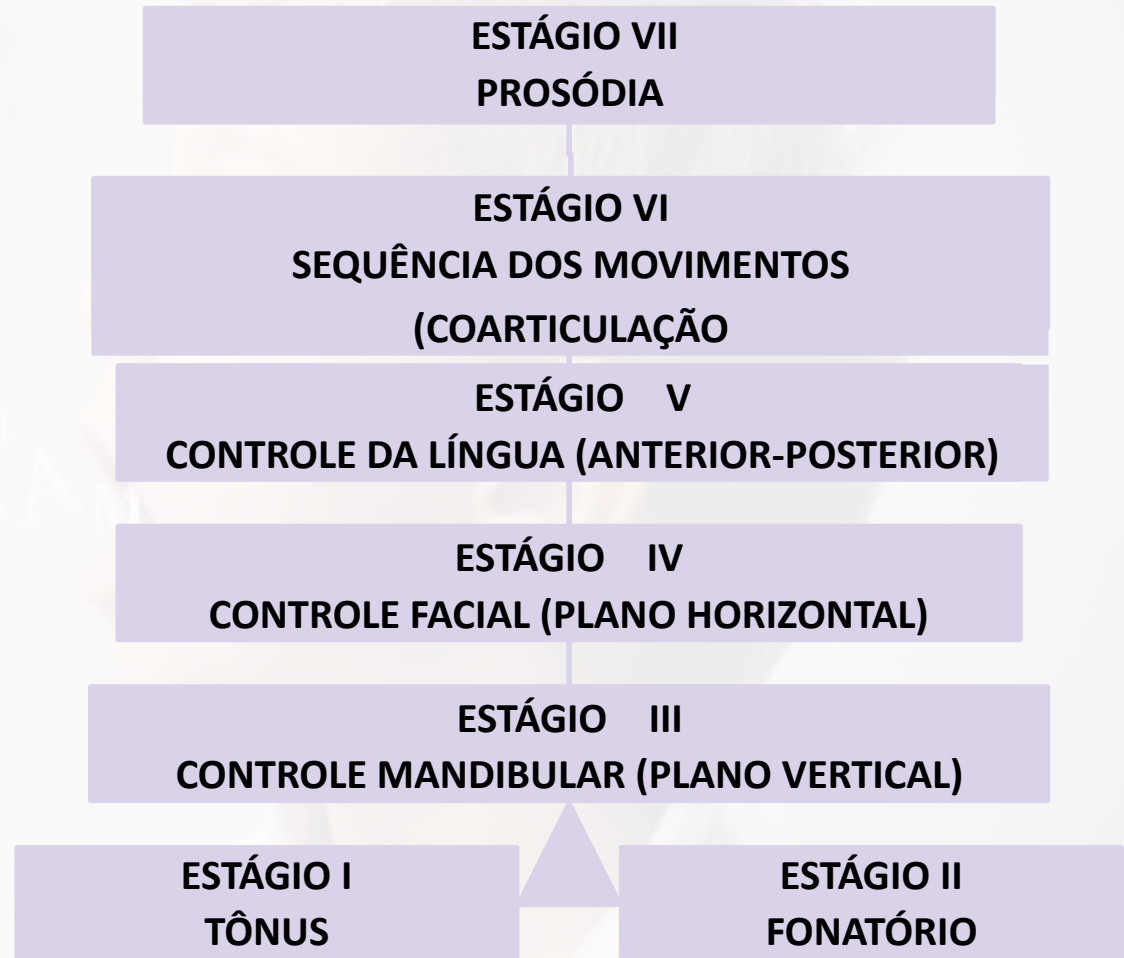 ESTÁGIO VII
PROSÓDIA
ESTÁGIO VI
SEQUÊNCIA DOS MOVIMENTOS
(COARTICULAÇÃO
ESTÁGIO V
CONTROLE DA LÍNGUA (ANTERIOR-POSTERIOR)
ESTÁGIO IV
CONTROLE FACIAL (PLANO HORIZONTAL)
ESTÁGIO III
CONTROLE MANDIBULAR (PLANO VERTICAL)
ESTÁGIO I
TÔNUS
ESTÁGIO II
FONATÓRIO